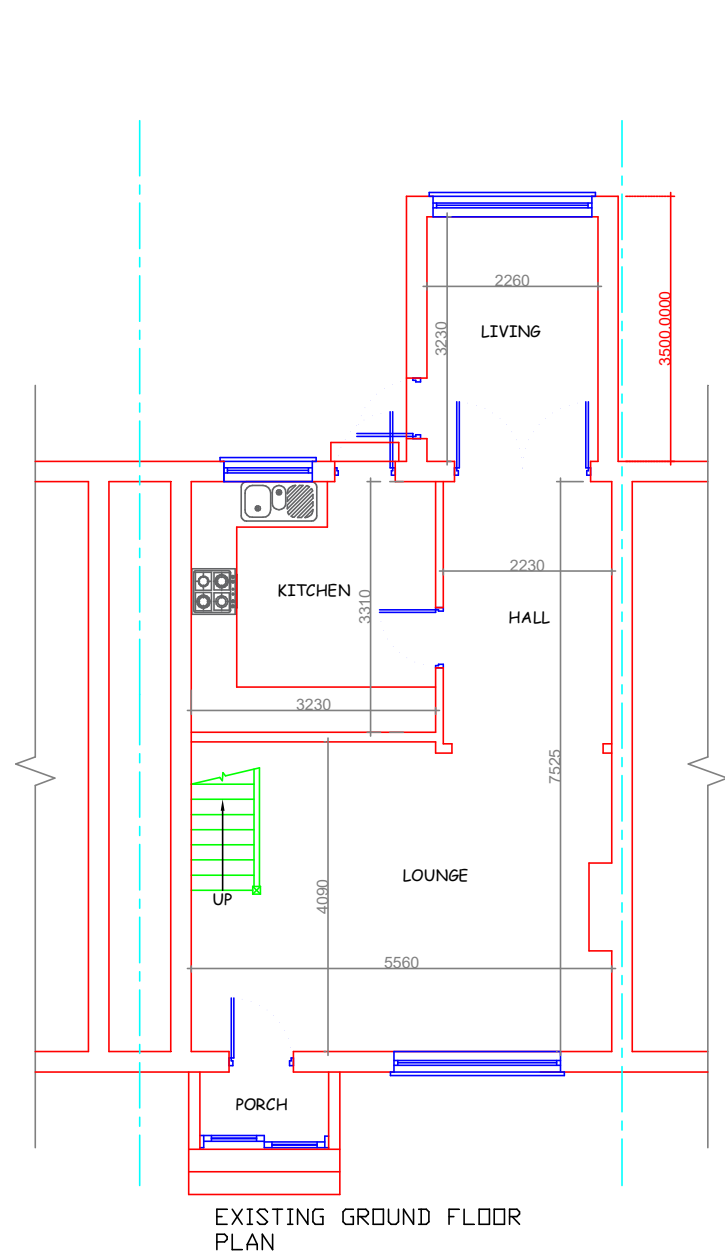 2260
3230
LIVING
3500.0000
KITCHEN
3310
2230
HALL
3230
7525
LOUNGE
4090
UP
5560
PORCH
EXISTING GROUND FLOOR
PLAN